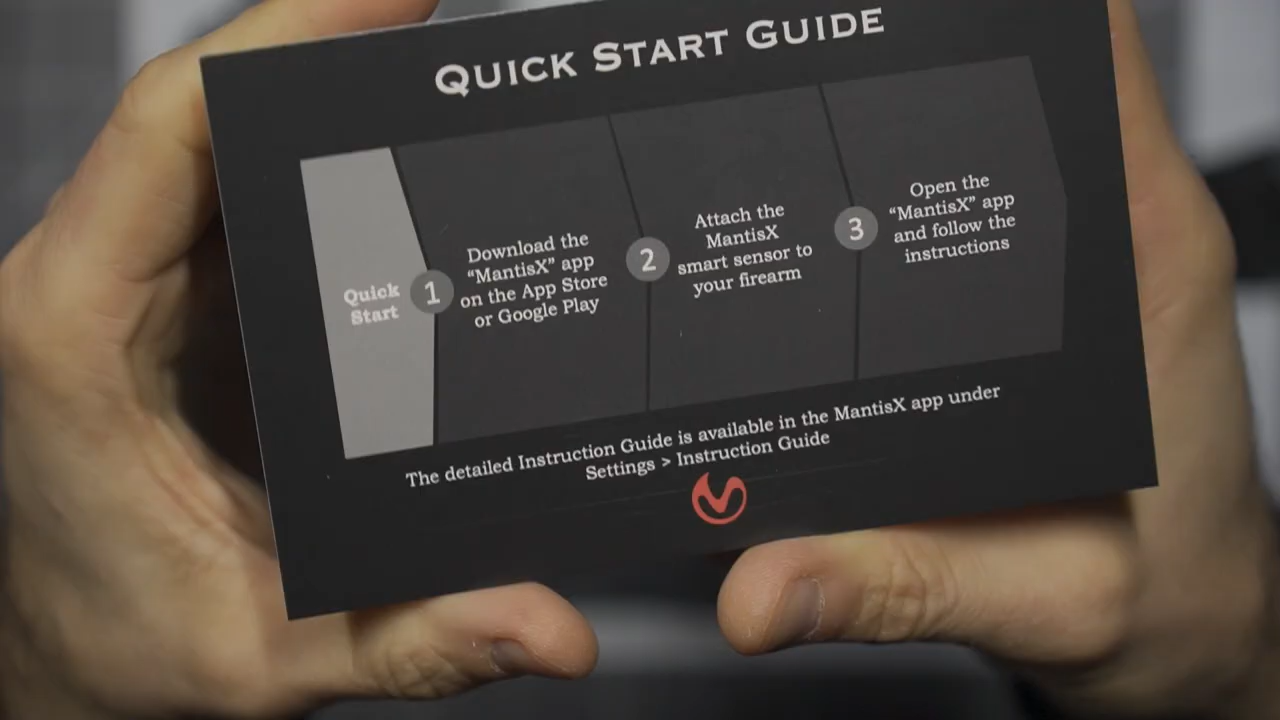 QUICK START GUIDE
Quick
Start
1
Download the
“MantisX” app
on the App Store
or Google Play
2
Attach the
MantisX
smart sensor to
your firearm
3
Open the
“MantisX” app
and follow the
instructions
The detailed Instruction Guide is available in the MantisX app under
Settings > Instruction Guide